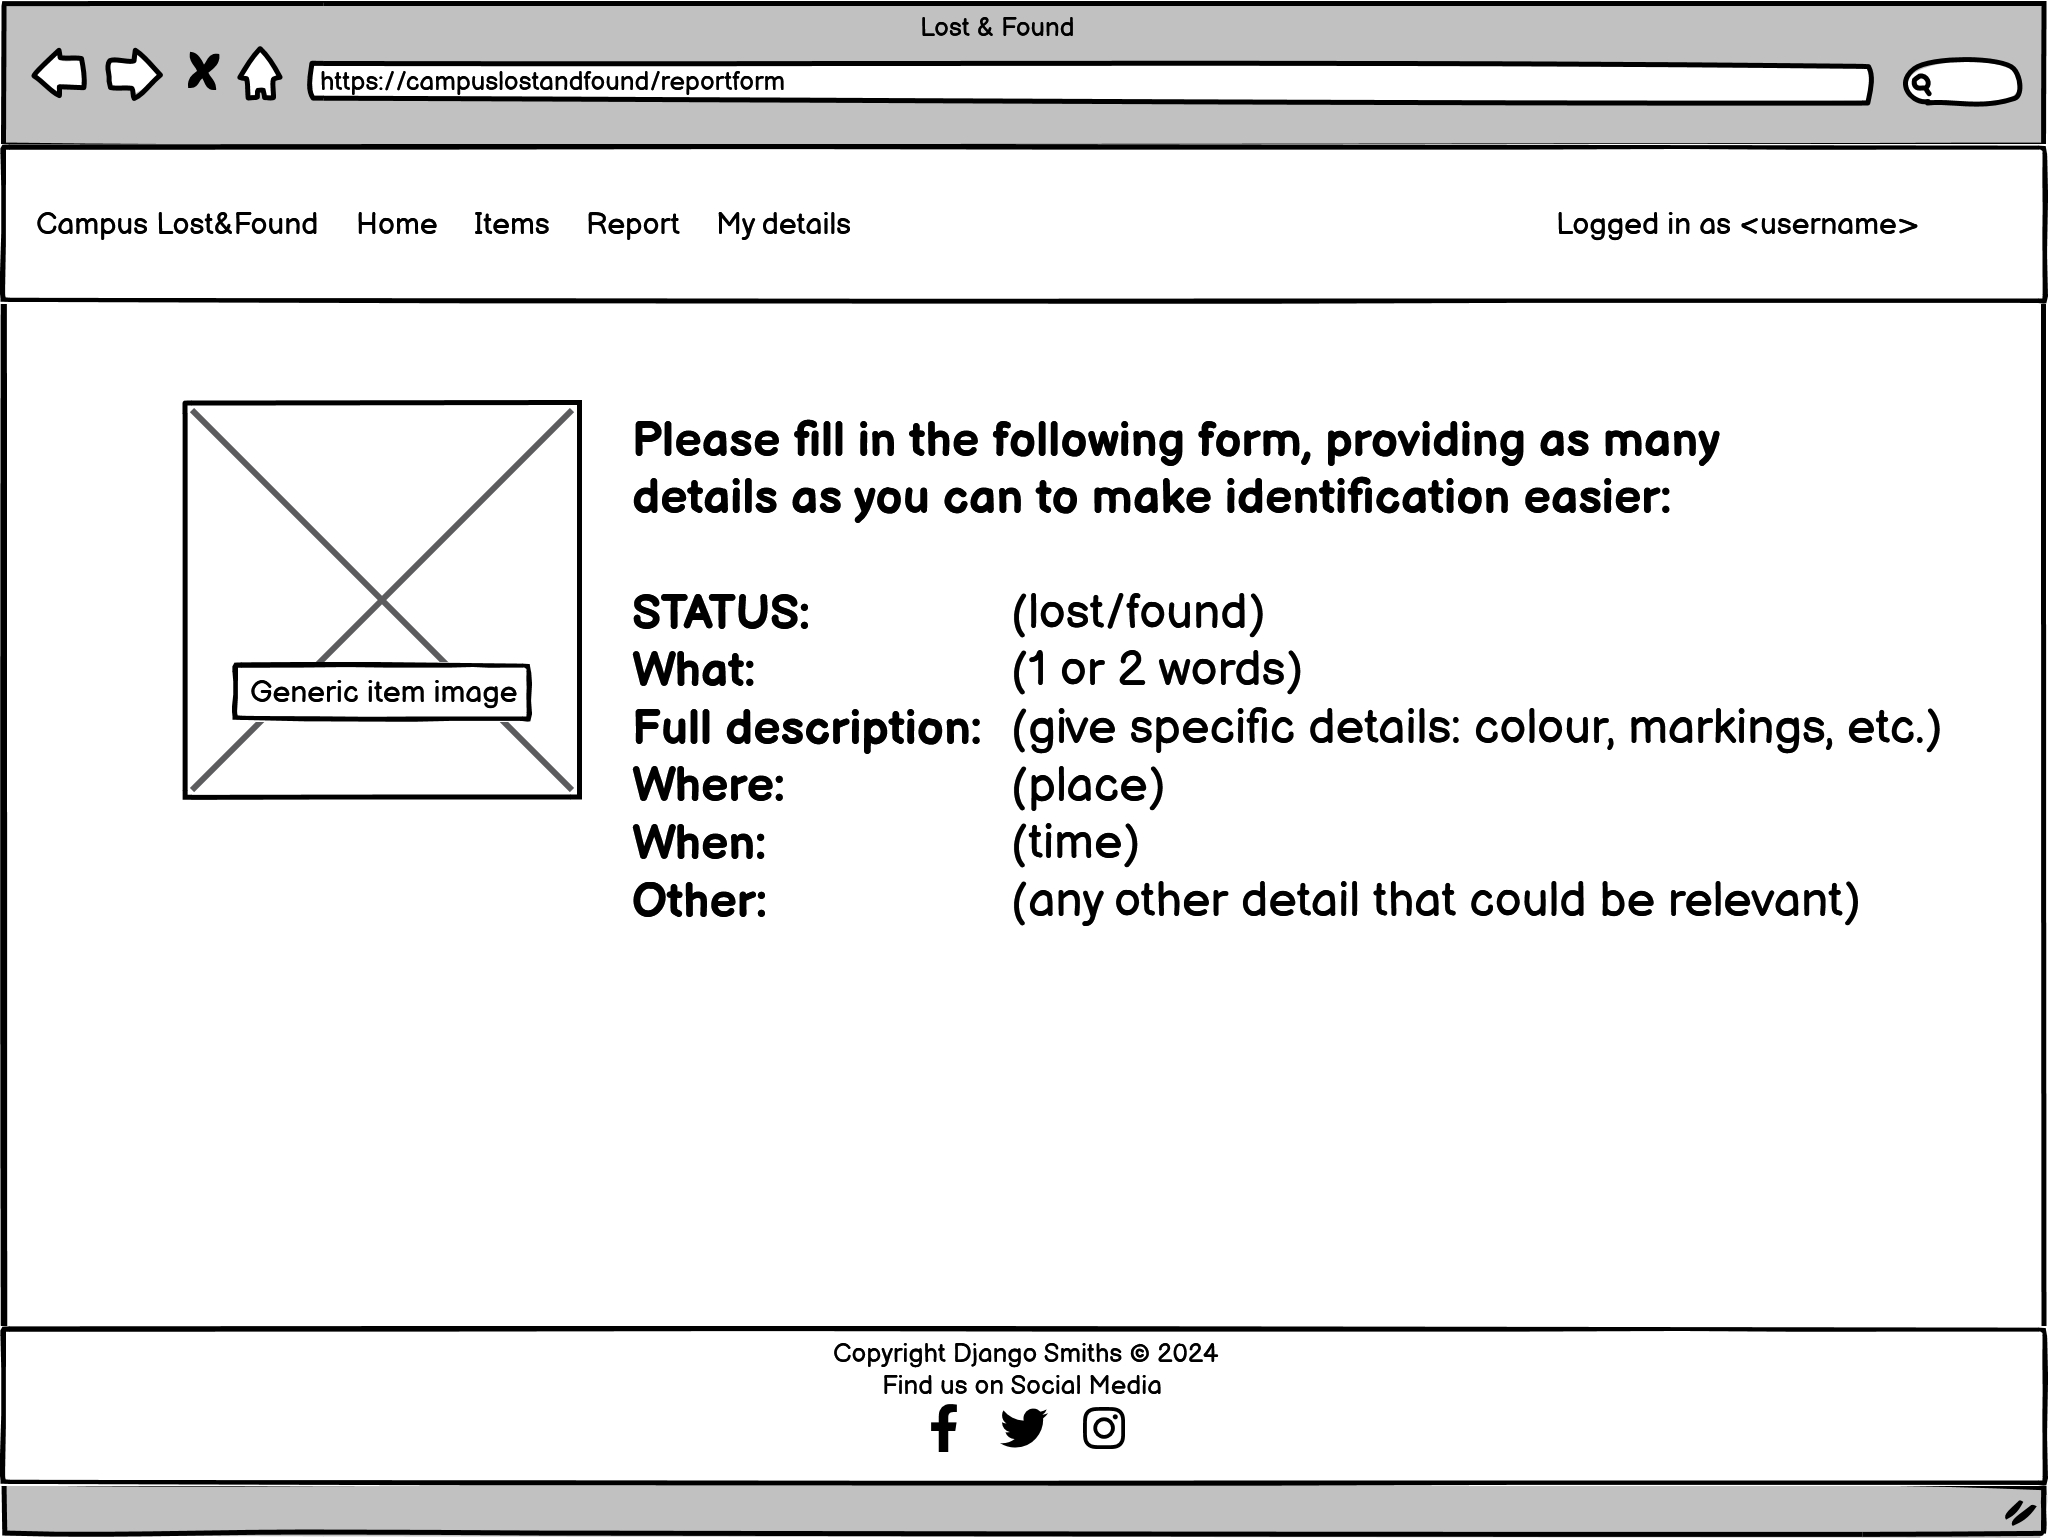 Lost & Found
https://campuslostandfound/reportform
Campus Lost&Found Home Items Report My details Logged in as <username>
Generic item image
Please fill in the following form, providing as many
details as you can to make identification easier:
STATUS: (lost/found)
What: (1 or 2 words)
Full description: (give specific details: colour, markings, etc.)
Where: (place)
When: (time)
Other: (any other detail that could be relevant)
Copyright Django Smiths © 2024
Find us on Social Media